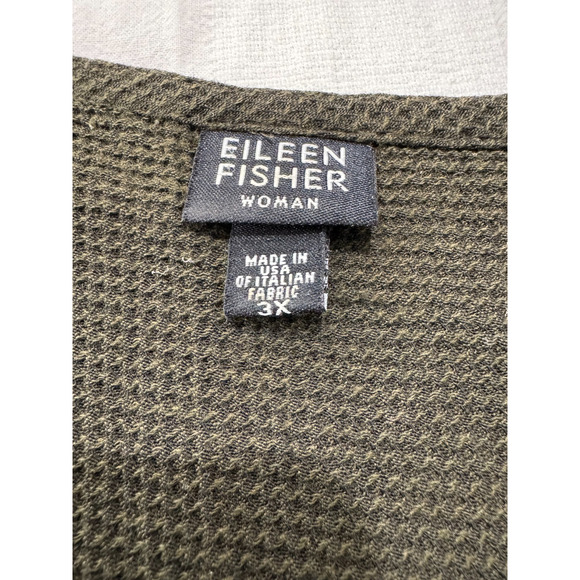 EILEEN
FISHER
WOMAN
MADE IN
USA
OF ITALIAN
FABRIC
3X